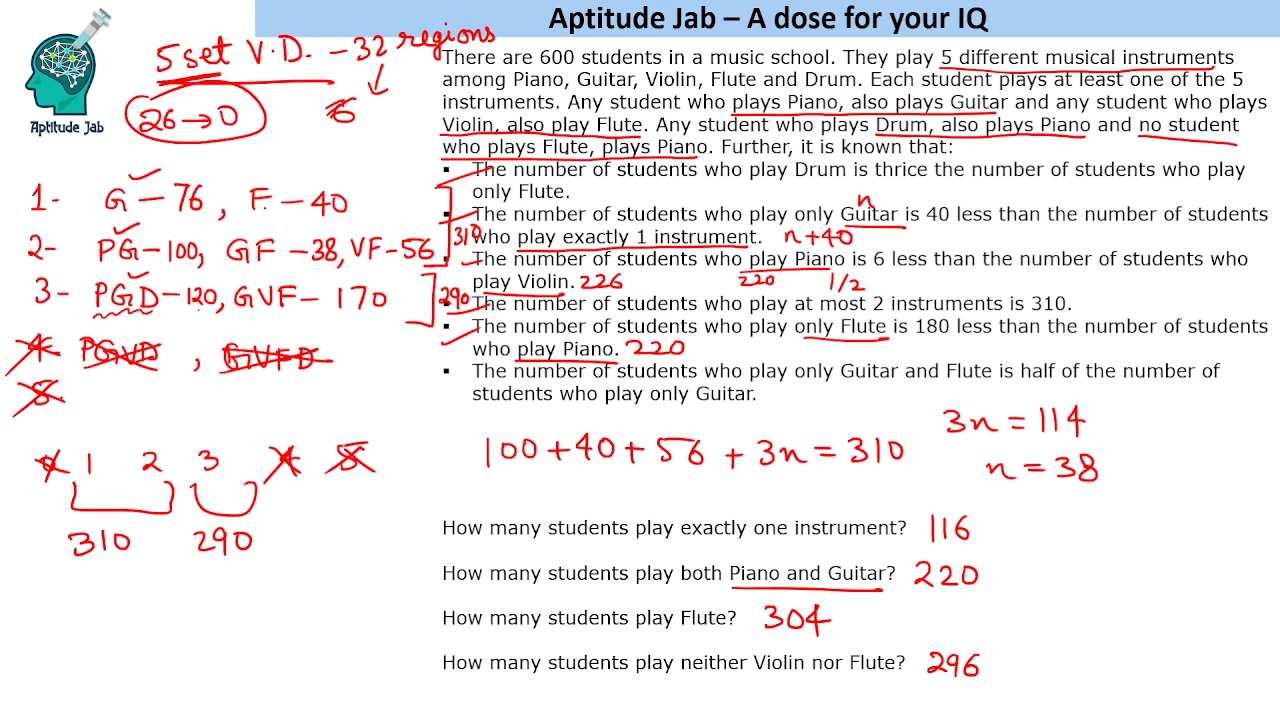 Aptitude Jab – A dose for your IQ
Aptitude Jab
5 set V.D. - 32 regions
26 → 0
6
1- G - 76 , F - 40
2- PG - 100, GF - 38, VF - 56
310
3- PGD - 120, GVF - 170
290
4 PGVD , GVFD
5
0 1 2 3 4 5
310 290
There are 600 students in a music school. They play 5 different musical instruments
among Piano, Guitar, Violin, Flute and Drum. Each student plays at least one of the 5
instruments. Any student who plays Piano, also plays Guitar and any student who plays
Violin, also play Flute. Any student who plays Drum, also plays Piano and no student
who plays Flute, plays Piano. Further, it is known that:
▪ The number of students who play Drum is thrice the number of students who play
only Flute.
n
▪ The number of students who play only Guitar is 40 less than the number of students
who play exactly 1 instrument. n+40
▪ The number of students who play Piano is 6 less than the number of students who
play Violin. 226 220 1/2
▪ The number of students who play at most 2 instruments is 310.
▪ The number of students who play only Flute is 180 less than the number of students
who play Piano. 220
▪ The number of students who play only Guitar and Flute is half of the number of
students who play only Guitar.
100 + 40 + 56 + 3n = 310
3n = 114
n = 38
How many students play exactly one instrument? 116
How many students play both Piano and Guitar? 220
How many students play Flute? 304
How many students play neither Violin nor Flute? 296